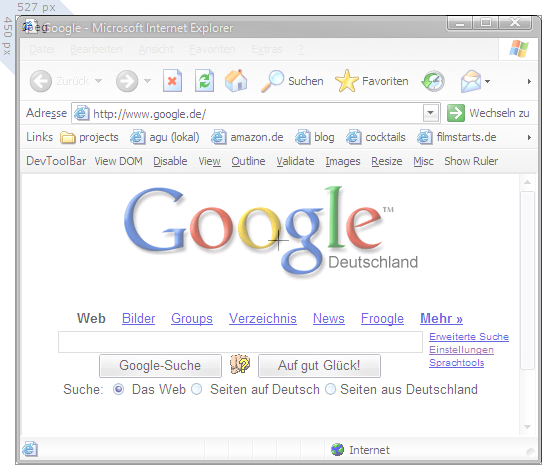 527 px
450 px
Jpeg
Google - Microsoft Internet Explorer
Datei Bearbeiten Ansicht Favoriten Extras ?
Zurück Suchen Favoriten
Adresse http://www.google.de/ Wechseln zu
Links projects agu (lokal) amazon.de blog cocktails filmstarts.de
DevToolBar View DOM Disable View Outline Validate Images Resize Misc Show Ruler
Google™
Deutschland
Web Bilder Groups Verzeichnis News Froogle Mehr »
Erweiterte Suche
Einstellungen
Sprachtools
Google-Suche Auf gut Glück!
Suche: Das Web Seiten auf Deutsch Seiten aus Deutschland
Internet